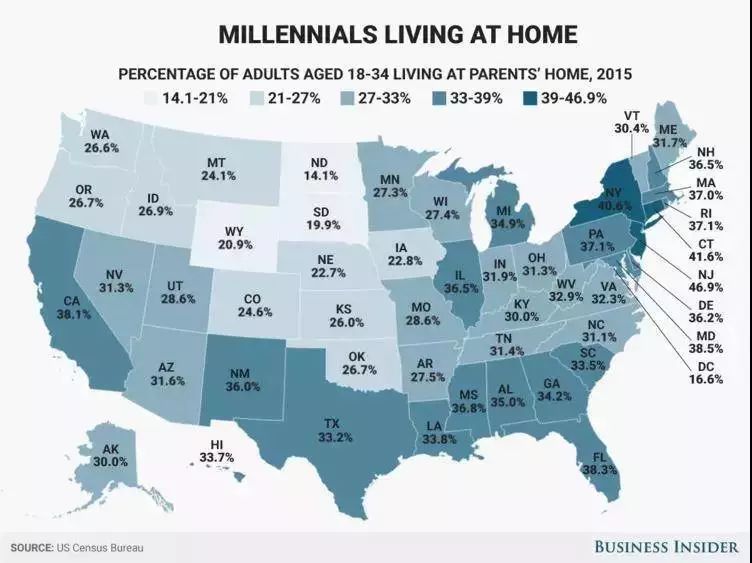 MILLENNIALS LIVING AT HOME
PERCENTAGE OF ADULTS AGED 18-34 LIVING AT PARENTS' HOME, 2015
14.1-21% 21-27% 27-33% 33-39% 39-46.9%
WA
26.6%
OR
26.7%
CA
38.1%
NV
31.3%
ID
26.9%
MT
24.1%
WY
20.9%
UT
28.6%
AZ
31.6%
CO
24.6%
NM
36.0%
ND
14.1%
SD
19.9%
NE
22.7%
KS
26.0%
OK
26.7%
TX
33.2%
MN
27.3%
IA
22.8%
MO
28.6%
AR
27.5%
LA
33.8%
WI
27.4%
IL
36.5%
MI
34.9%
IN
31.9%
OH
31.3%
KY
30.0%
TN
31.4%
MS
36.8%
AL
35.0%
GA
34.2%
FL
38.3%
SC
33.5%
NC
31.1%
WV
32.9%
VA
32.3%
PA
37.1%
NY
40.6%
VT
30.4%
ME
31.7%
NH
36.5%
MA
37.0%
RI
37.1%
CT
41.6%
NJ
46.9%
DE
36.2%
MD
38.5%
DC
16.6%
AK
30.0%
HI
33.7%
SOURCE: US Census Bureau
BUSINESS INSIDER